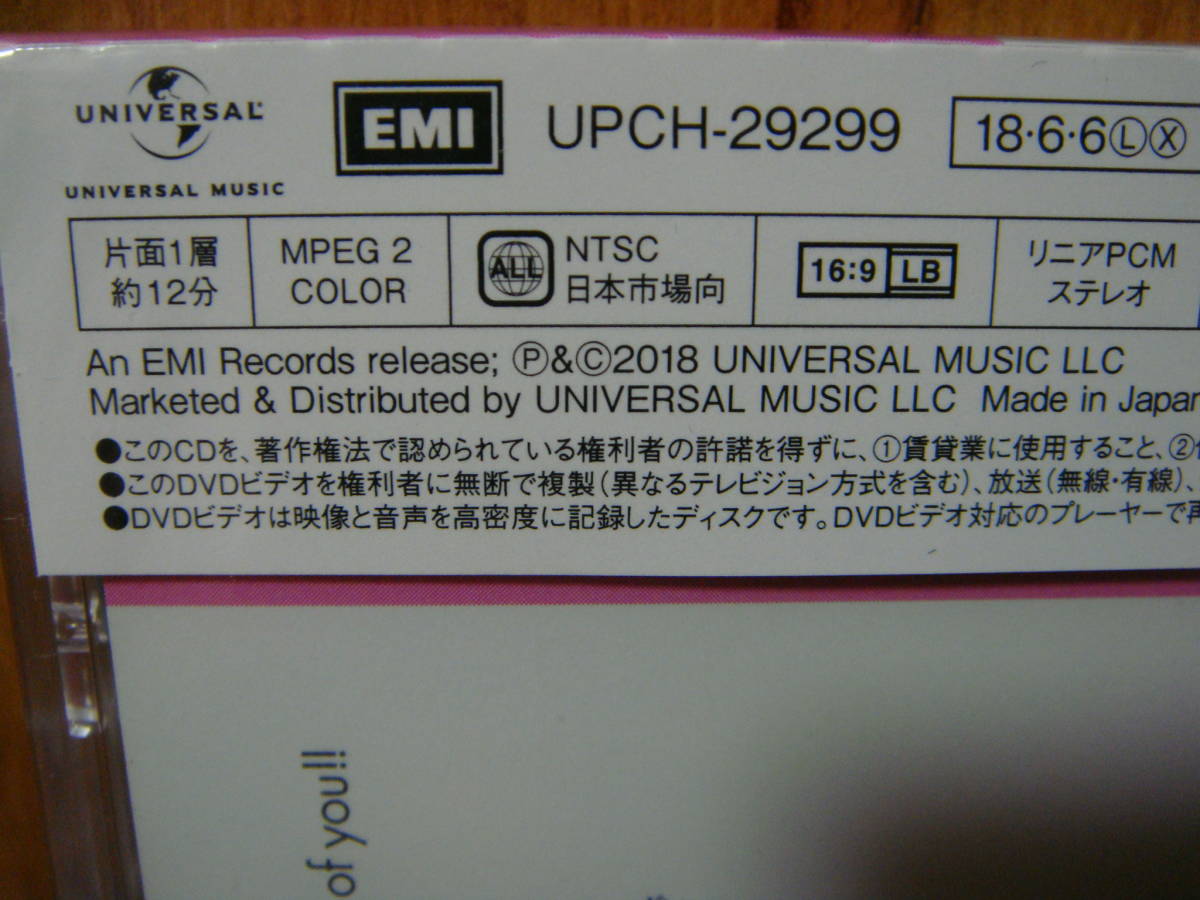 UNIVERSAL
UNIVERSAL MUSIC
EMI
UPCH-29299
18・6・6ⓁⓍ
片面1層
約12分
MPEG 2
COLOR
ALL
NTSC
日本市場向
16:9 LB
リニアPCM
ステレオ
An EMI Records release; Ⓟ&Ⓒ2018 UNIVERSAL MUSIC LLC
Marketed & Distributed by UNIVERSAL MUSIC LLC Made in Japan
●このCDを、著作権法で認められている権利者の許諾を得ずに、①賃貸業に使用すること、②
●このDVDビデオを権利者に無断で複製(異なるテレビジョン方式を含む)、放送(無線・有線)、
●DVDビデオは映像と音声を高密度に記録したディスクです。DVDビデオ対応のプレーヤーで再
of you!!